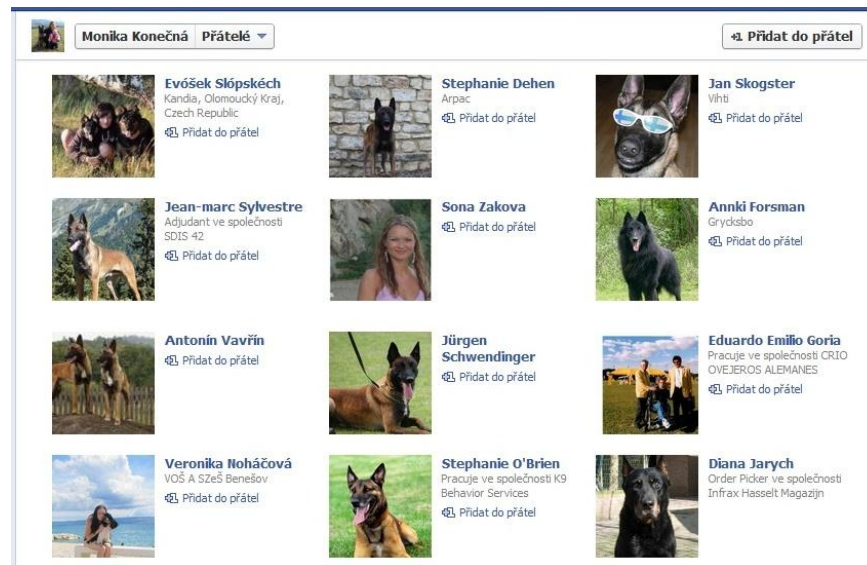 Monika Konečná Přátelé
+1 Přidat do přátel
Evóšek Slópskéch
Kandia, Olomoucký Kraj,
Czech Republic
Přidat do přátel
Stephanie Dehen
Arpac
Přidat do přátel
Jan Skogster
Vihti
Přidat do přátel
Jean-marc Sylvestre
Adjudant ve společnosti
SDIS 42
Přidat do přátel
Sona Zakova
Přidat do přátel
Annki Forsman
Grycksbo
Přidat do přátel
Antonín Vavřín
Přidat do přátel
Jürgen
Schwendinger
Přidat do přátel
Eduardo Emilio Goria
Pracuje ve společnosti CRIO
OVEJEROS ALEMANES
Přidat do přátel
Veronika Noháčová
VOŠ A SZeŠ Benešov
Přidat do přátel
Stephanie O'Brien
Pracuje ve společnosti K9
Behavior Services
Přidat do přátel
Diana Jarych
Order Picker ve společnosti
Infrax Hasselt Magazijn